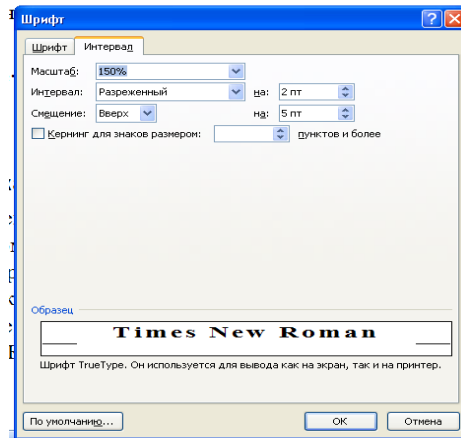 Шрифт
Шрифт Интервал
Масштаб: 150%
Интервал: Разреженный на: 2 пт
Смещение: Вверх на: 5 пт
Кернинг для знаков размером: пунктов и более
Образец
Times New Roman
Шрифт TrueType. Он используется для вывода как на экран, так и на принтер.
По умолчанию... ОК Отмена